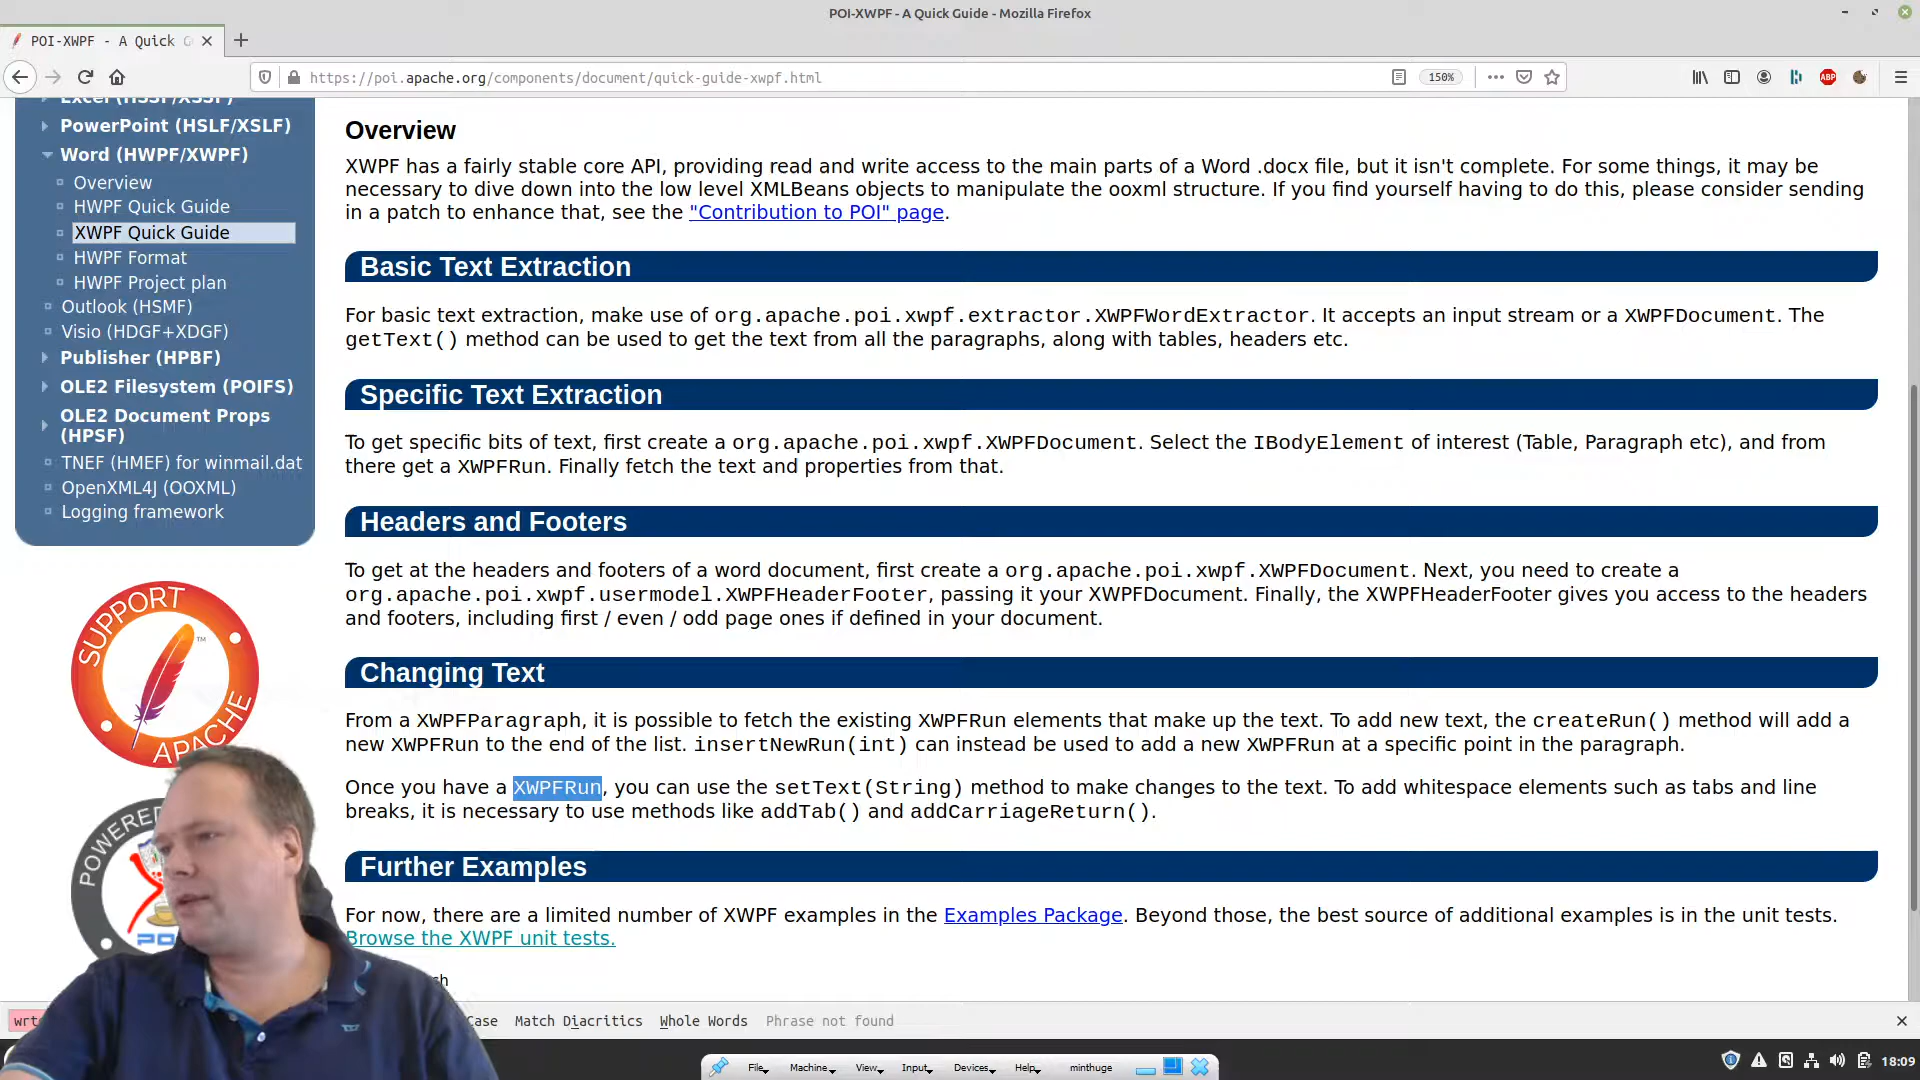 POI-XWPF - A Quick Guide - Mozilla Firefox
POI-XWPF - A Quick G
https://poi.apache.org/components/document/quick-guide-xwpf.html
150%
ABP
Excel (HSSF/XSSF)
PowerPoint (HSLF/XSLF)
Word (HWPF/XWPF)
Overview
HWPF Quick Guide
XWPF Quick Guide
HWPF Format
HWPF Project plan
Outlook (HSMF)
Visio (HDGF+XDGF)
Publisher (HPBF)
OLE2 Filesystem (POIFS)
OLE2 Document Props
(HPSF)
TNEF (HMEF) for winmail.dat
OpenXML4J (OOXML)
Logging framework
SUPPORT
TM
APACHE
POWERED
Overview
XWPF has a fairly stable core API, providing read and write access to the main parts of a Word .docx file, but it isn't complete. For some things, it may be
necessary to dive down into the low level XMLBeans objects to manipulate the ooxml structure. If you find yourself having to do this, please consider sending
in a patch to enhance that, see the "Contribution to POI" page.
Basic Text Extraction
For basic text extraction, make use of org.apache.poi.xwpf.extractor.XWPFWordExtractor. It accepts an input stream or a XWPFDocument. The
getText() method can be used to get the text from all the paragraphs, along with tables, headers etc.
Specific Text Extraction
To get specific bits of text, first create a org.apache.poi.xwpf.XWPFDocument. Select the IBodyElement of interest (Table, Paragraph etc), and from
there get a XWPFRun. Finally fetch the text and properties from that.
Headers and Footers
To get at the headers and footers of a word document, first create a org.apache.poi.xwpf.XWPFDocument. Next, you need to create a
org.apache.poi.xwpf.usermodel.XWPFHeaderFooter, passing it your XWPFDocument. Finally, the XWPFHeaderFooter gives you access to the headers
and footers, including first / even / odd page ones if defined in your document.
Changing Text
From a XWPFParagraph, it is possible to fetch the existing XWPFRun elements that make up the text. To add new text, the createRun() method will add a
new XWPFRun to the end of the list. insertNewRun(int) can instead be used to add a new XWPFRun at a specific point in the paragraph.
Once you have a XWPFRun, you can use the setText(String) method to make changes to the text. To add whitespace elements such as tabs and line
breaks, it is necessary to use methods like addTab() and addCarriageReturn().
Further Examples
For now, there are a limited number of XWPF examples in the Examples Package. Beyond those, the best source of additional examples is in the unit tests.
Browse the XWPF unit tests.
Case Match Diacritics Whole Words Phrase not found
File Machine View Input Devices Help minthuge
18:09